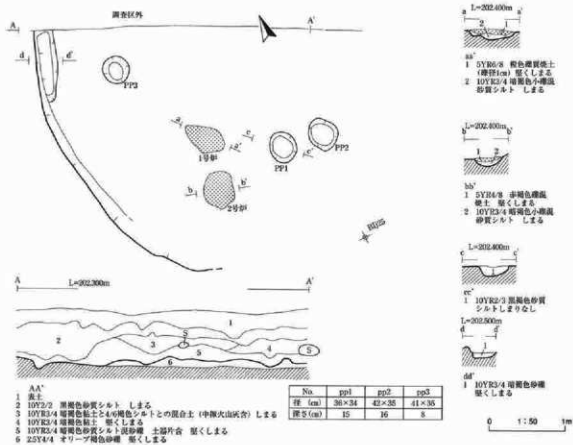 調査区外
A
A'
d
d'
PP3
a
a'
1号炉
c
c'
PP1
PP2
b
b'
2号炉
A
L=202.300m
A'
1
2
3
S
4
5
6
S
AA'
1 表土
2 10Y2/2 黒褐色砂質シルト しまる
3 10YR3/4 暗褐色粘土と4/6褐色シルトとの混合土(中掫火山灰含)しまる
4 10YR3/4 暗褐色粘土 堅くしまる
5 10YR3/4 暗褐色砂質シルト混砂礫 土器片含 堅くしまる
6 2.5Y4/4 オリーブ褐色砂礫 堅くしまる
No. pp1 pp2 pp3
径(cm) 36×34 42×35 41×35
深さ(cm) 15 16 8
a L=202.400m a'
2 1
aa'
1 5YR6/8 橙色礫質焼土
(礫径1cm) 堅くしまる
2 10YR3/4 暗褐色小礫混
砂質シルト しまる
L=202.400m
b b'
1 2
bb'
1 5YR4/8 赤褐色礫混
焼土 堅くしまる
2 10YR3/4 暗褐色小礫混
砂質シルト 堅くしまる
L=202.400m
c c'
1
cc'
1 10YR2/3 黒褐色砂質
シルトしまりなし
L=202.500m
d d'
1
dd'
1 10YR3/4 暗褐色砂礫
堅くしまる
0 1:50 1m